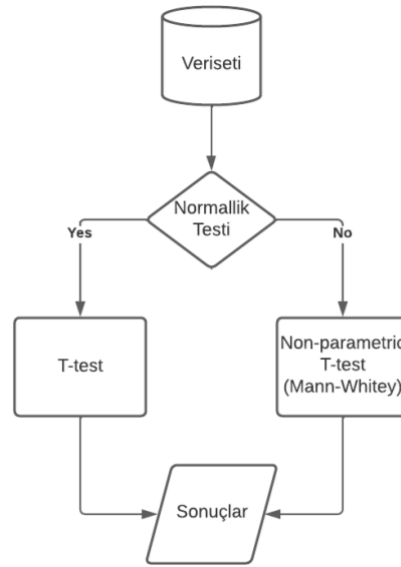 Veriseti
Normallik
Testi
Yes
No
T-test
Non-parametric
T-test
(Mann-Whitey)
Sonuçlar